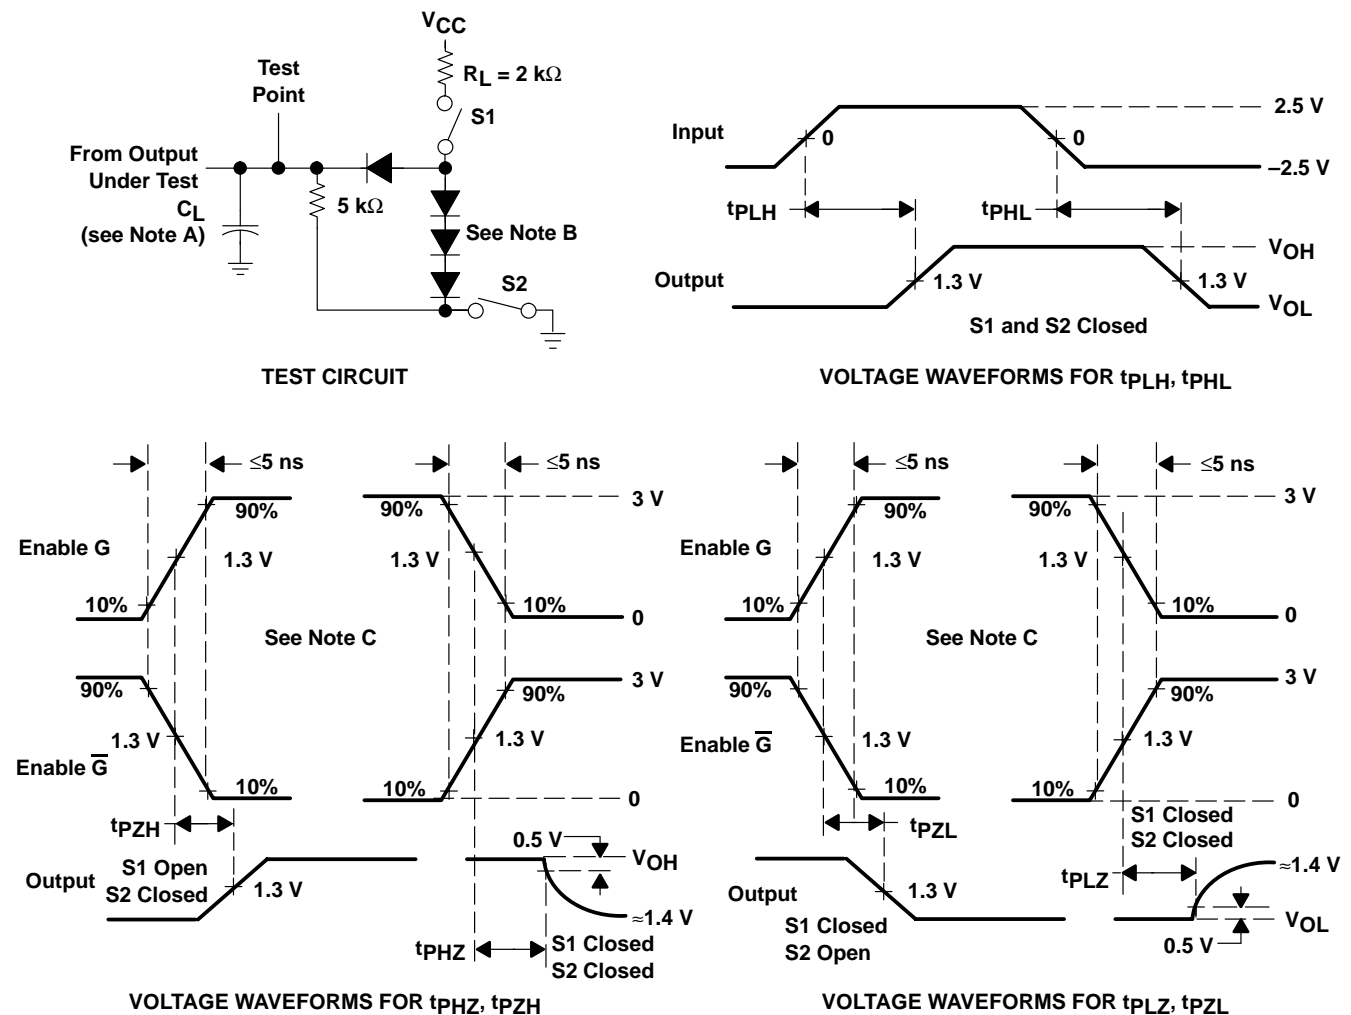 VCC
RL = 2 kΩ
Test
Point
S1
From Output
Under Test
CL
(see Note A)
5 kΩ
See Note B
S2
TEST CIRCUIT
2.5 V
Input
0
0
−2.5 V
tPLH
tPHL
VOH
Output
1.3 V
1.3 V
VOL
S1 and S2 Closed
VOLTAGE WAVEFORMS FOR tPLH, tPHL
≤5 ns
≤5 ns
3 V
90%
90%
Enable G
1.3 V
1.3 V
10%
10%
0
See Note C
3 V
90%
90%
1.3 V
1.3 V
Enable G̅
10%
10%
0
tPZH
0.5 V
VOH
S1 Open
S2 Closed
Output
1.3 V
≈1.4 V
tPHZ
S1 Closed
S2 Closed
VOLTAGE WAVEFORMS FOR tPHZ, tPZH
≤5 ns
≤5 ns
3 V
90%
90%
Enable G
1.3 V
1.3 V
10%
10%
0
See Note C
3 V
90%
90%
Enable G̅
1.3 V
1.3 V
10%
10%
0
tPZL
S1 Closed
S2 Closed
≈1.4 V
tPLZ
Output
1.3 V
S1 Closed
S2 Open
VOL
0.5 V
VOLTAGE WAVEFORMS FOR tPLZ, tPZL